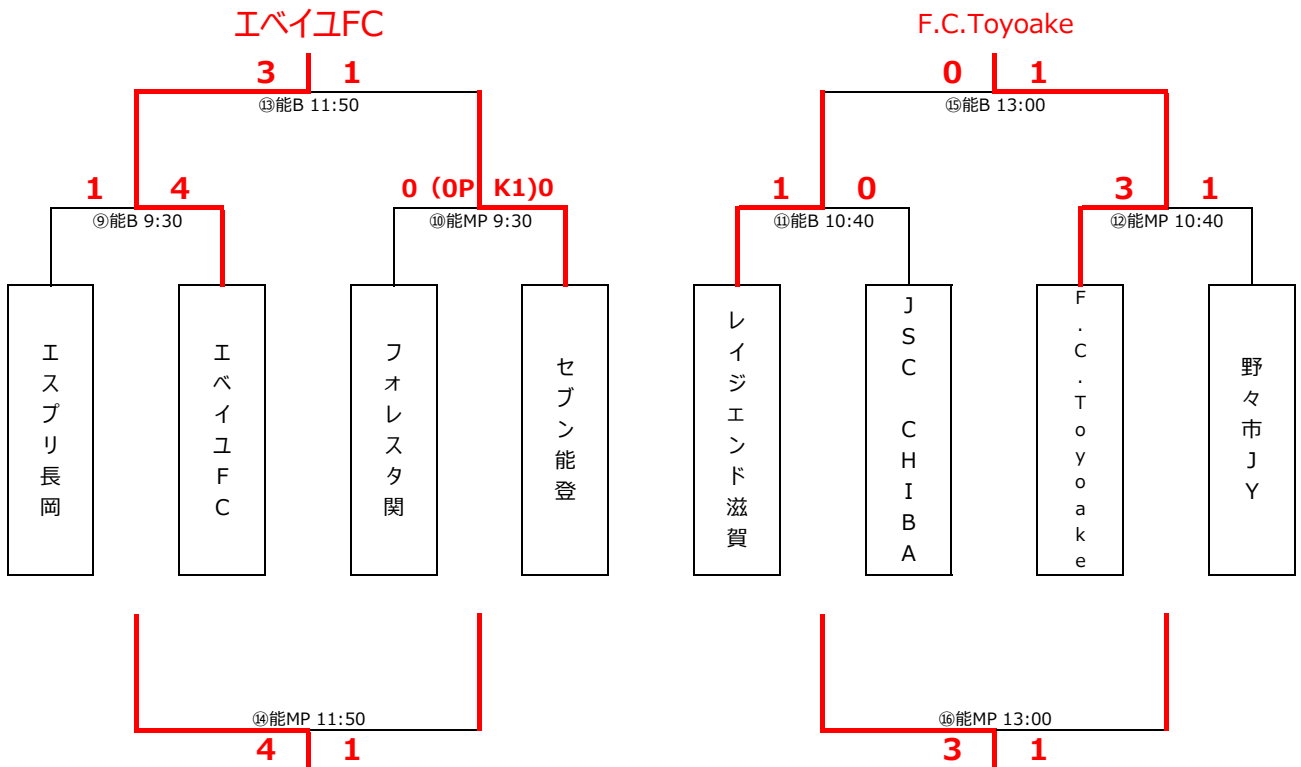 エベイユFC
F.C.Toyoake
3 1
0 1
⑬能B 11:50
⑮能B 13:00
1 4
0（0P K1)0
1 0
3 1
⑨能B 9:30
⑩能MP 9:30
⑪能B 10:40
⑫能MP 10:40
エスプリ長岡
エベイユFC
フォレスタ関
セブン能登
レイジェンド滋賀
JSC CHIBA
F.C.Toyoake
野々市JY
⑭能MP 11:50
⑯能MP 13:00
4 1
3 1